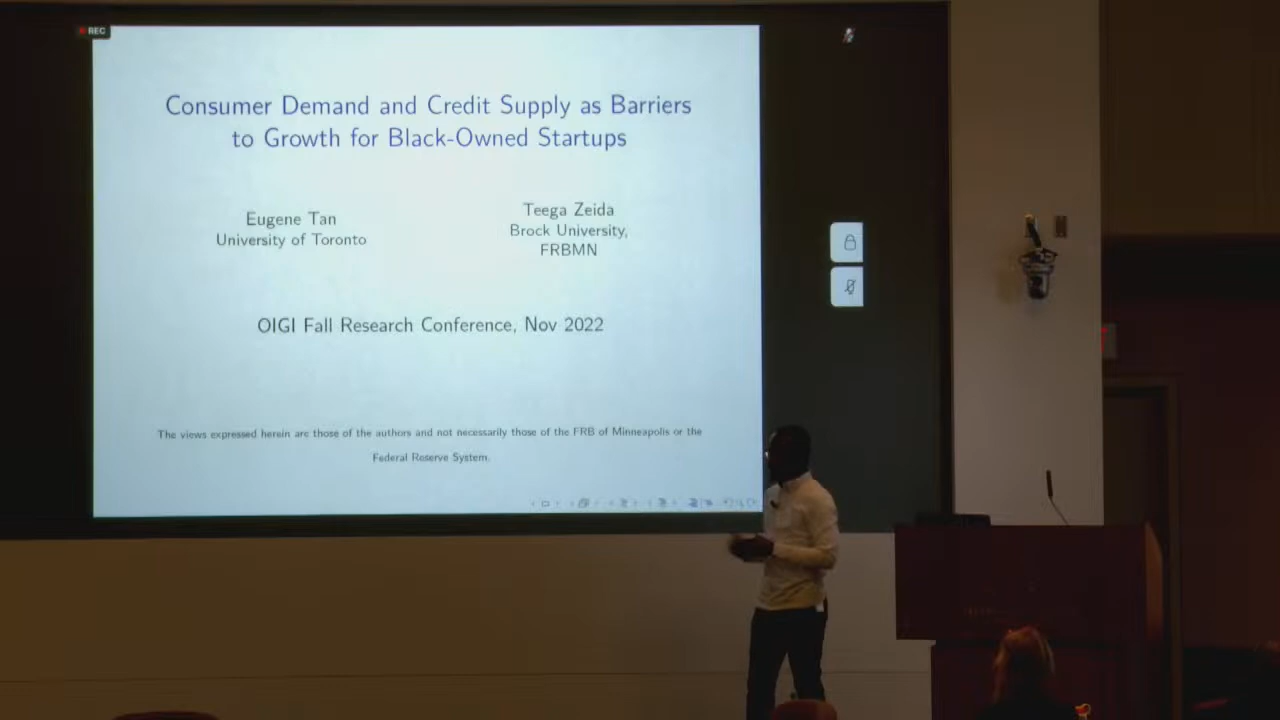 REC
Consumer Demand and Credit Supply as Barriers
to Growth for Black-Owned Startups
Eugene Tan
University of Toronto
Teega Zeida
Brock University,
FRBMN
OIGI Fall Research Conference, Nov 2022
The views expressed herein are those of the authors and not necessarily those of the FRB of Minneapolis or the
Federal Reserve System.